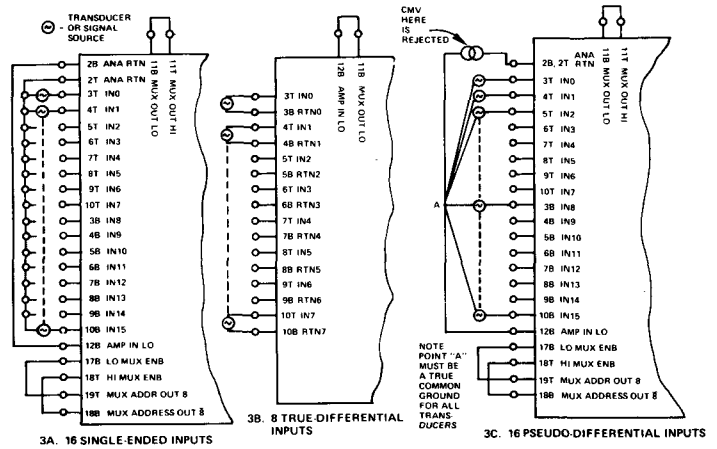 TRANSDUCER
OR SIGNAL
SOURCE
2B ANA RTN
2T ANA RTN
3T IN0
4T IN1
5T IN2
6T IN3
7T IN4
8T IN5
9T IN6
10T IN7
3B IN8
4B IN9
5B IN10
6B IN11
7B IN12
8B IN13
9B IN14
10B IN15
12B AMP IN LO
17B LO MUX ENB
18T HI MUX ENB
19T MUX ADDR OUT 8
18B MUX ADDRESS OUT 8̄
11B MUX OUT LO
11T MUX OUT HI
3A. 16 SINGLE-ENDED INPUTS
12B AMP IN LO
11B MUX OUT LO
3T IN0
3B RTN0
4T IN1
4B RTN1
5T IN2
5B RTN2
6T IN3
6B RTN3
7T IN4
7B RTN4
8T IN5
8B RTN5
9T IN6
9B RTN6
10T IN7
10B RTN7
3B. 8 TRUE-DIFFERENTIAL
INPUTS
CMV
HERE
IS
REJECTED
2B, 2T ANA
RTN
11B MUX OUT LO
11T MUX OUT HI
3T IN0
4T IN1
5T IN2
6T IN3
7T IN4
8T IN5
9T IN6
10T IN7
3B IN8
4B IN9
5B IN10
6B IN11
7B IN12
8B IN13
9B IN14
10B IN15
12B AMP IN LO
17B LO MUX ENB
18T HI MUX ENB
19T MUX ADDR OUT 8
18B MUX ADDRESS OUT 8̄
A
NOTE
POINT "A"
MUST BE
A TRUE
COMMON
GROUND
FOR ALL
TRANS-
DUCERS
3C. 16 PSEUDO-DIFFERENTIAL INPUTS